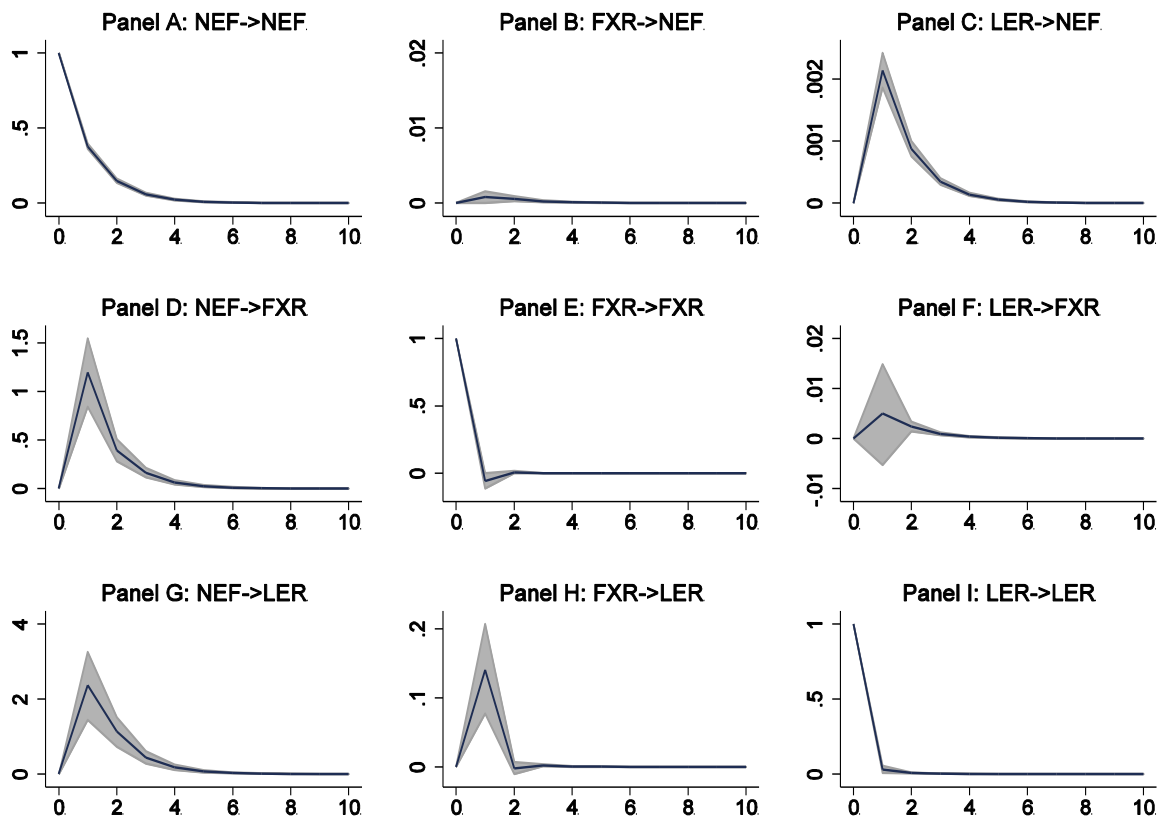 Panel A: NEF->NEF Panel B: FXR->NEF Panel C: LER->NEF
1 .5 0
.02 .01 0
.002 .001 0
0 2 4 6 8 10 0 2 4 6 8 10 0 2 4 6 8 10
Panel D: NEF->FXR Panel E: FXR->FXR Panel F: LER->FXR
1.5 1 .5 0
1 .5 0
.02 .01 0 -.01
0 2 4 6 8 10 0 2 4 6 8 10 0 2 4 6 8 10
Panel G: NEF->LER Panel H: FXR->LER Panel I: LER->LER
4 2 0
.2 .1 0
1 .5 0
0 2 4 6 8 10 0 2 4 6 8 10 0 2 4 6 8 10